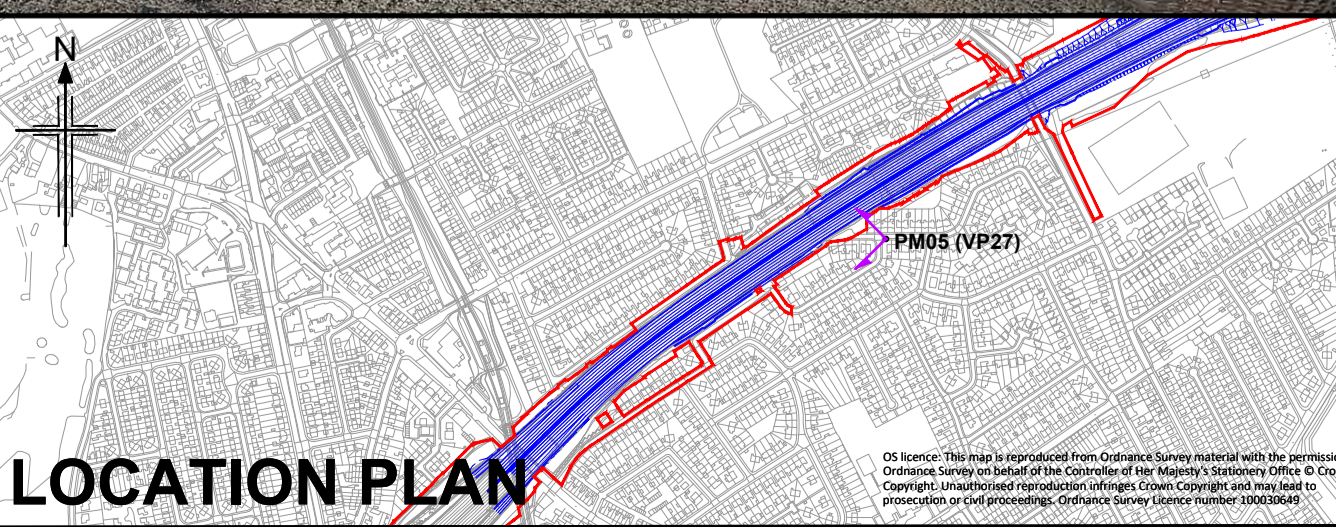 N
PM05 (VP27)
LOCATION PLAN
OS licence: This map is reproduced from Ordnance Survey material with the
Ordnance Survey on behalf of the Controller of Her Majesty's Stationery Office ©
Copyright. Unauthorised reproduction infringes Crown Copyright and may lead to
prosecution or civil proceedings. Ordnance Survey Licence number 100030649